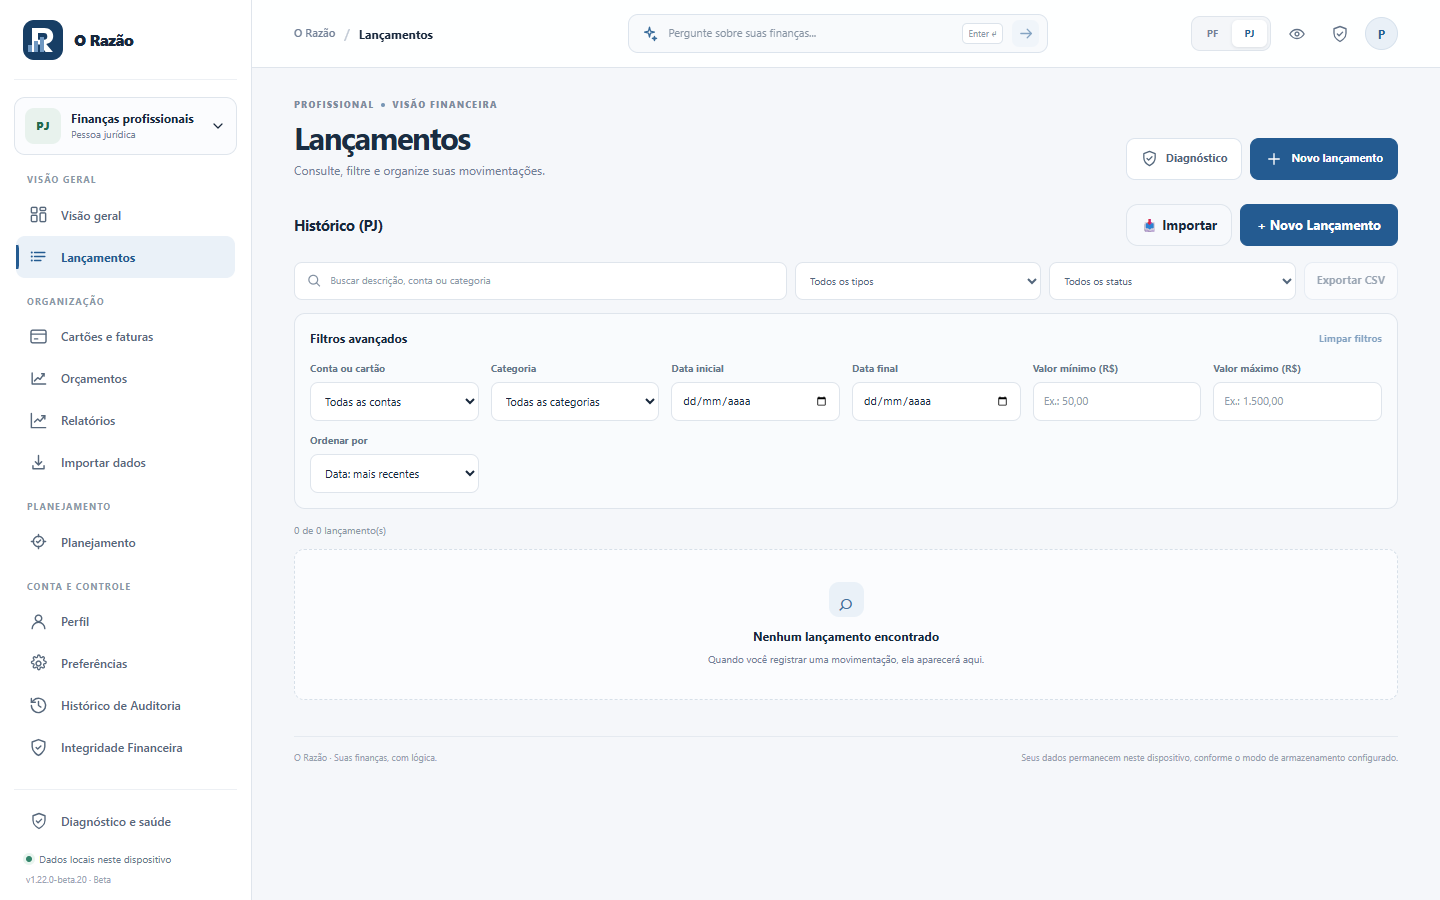 O Razão
PJ
Finanças profissionais
Pessoa jurídica
VISÃO GERAL
Visão geral
Lançamentos
ORGANIZAÇÃO
Cartões e faturas
Orçamentos
Relatórios
Importar dados
PLANEJAMENTO
Planejamento
CONTA E CONTROLE
Perfil
Preferências
Histórico de Auditoria
Integridade Financeira
Diagnóstico e saúde
Dados locais neste dispositivo
v1.22.0-beta.20 · Beta
O Razão / Lançamentos
Pergunte sobre suas finanças...
Enter ↵
PF PJ
P
PROFISSIONAL • VISÃO FINANCEIRA
Lançamentos
Consulte, filtre e organize suas movimentações.
Diagnóstico
Novo lançamento
Histórico (PJ)
Importar
+ Novo Lançamento
Buscar descrição, conta ou categoria
Todos os tipos
Todos os status
Exportar CSV
Filtros avançados
Limpar filtros
Conta ou cartão
Categoria
Data inicial
Data final
Valor mínimo (R$)
Valor máximo (R$)
Todas as contas
Todas as categorias
dd/mm/aaaa
dd/mm/aaaa
Ex.: 50,00
Ex.: 1.500,00
Ordenar por
Data: mais recentes
0 de 0 lançamento(s)
Nenhum lançamento encontrado
Quando você registrar uma movimentação, ela aparecerá aqui.
O Razão · Suas finanças, com lógica.
Seus dados permanecem neste dispositivo, conforme o modo de armazenamento configurado.